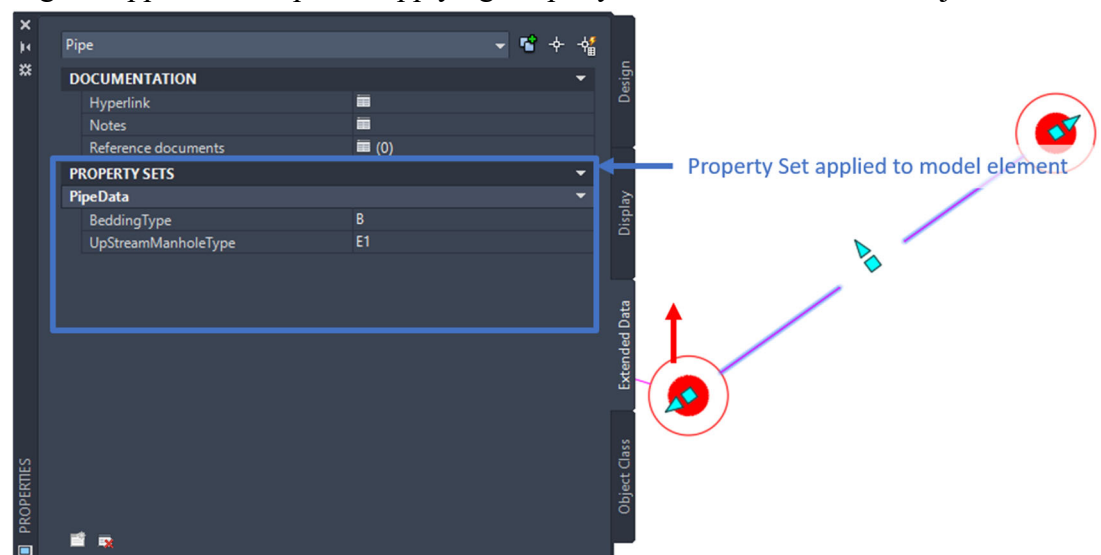 Pipe
DOCUMENTATION
Hyperlink
Notes
Reference documents (0)
PROPERTY SETS
PipeData
BeddingType B
UpStreamManholeType E1
Design
Display
Extended Data
Object Class
PROPERTIES
Property Set applied to model element